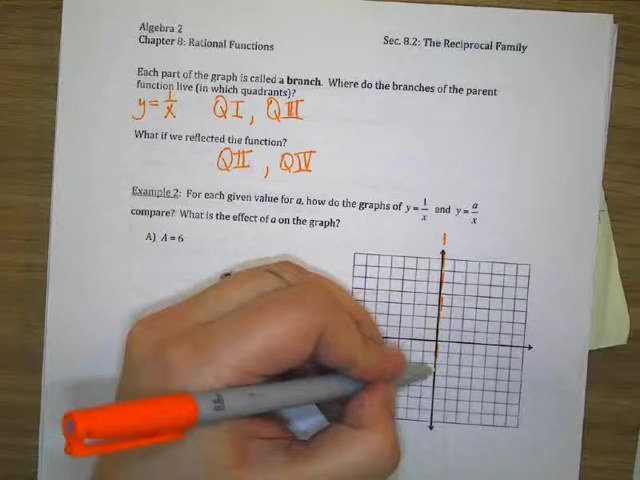 Algebra 2
Chapter 8: Rational Functions
Sec. 8.2: The Reciprocal Family
Each part of the graph is called a branch. Where do the branches of the parent
function live (in which quadrants)?
y = 1/x QI, QIII
What if we reflected the function?
QII, QIV
Example 2: For each given value for a, how do the graphs of y = 1/x and y = a/x
compare? What is the effect of a on the graph?
A) A = 6